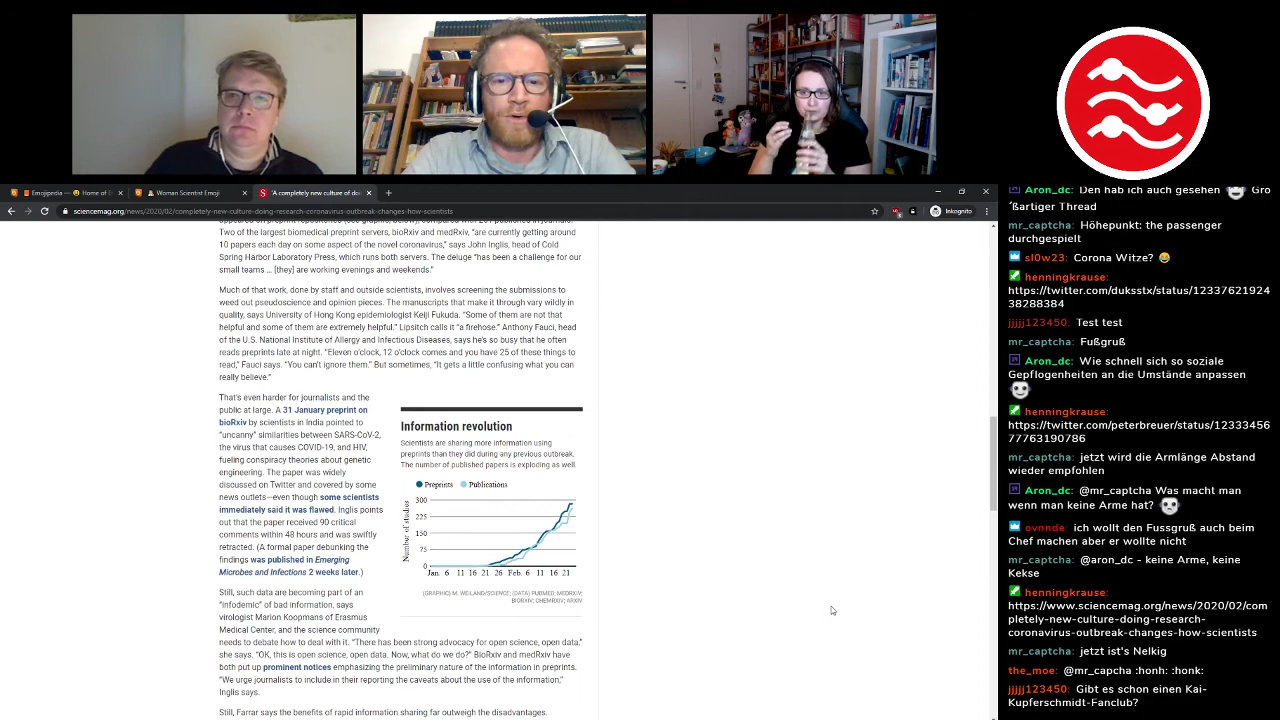 Emojipedia — 😃 Home of E
Woman Scientist Emoji
'A completely new culture of doi
sciencemag.org/news/2020/02/completely-new-culture-doing-research-coronavirus-outbreak-changes-how-scientists
Inkognito
Two of the largest biomedical preprint servers, bioRxiv and medRxiv, “are currently getting around
10 papers each day on some aspect of the novel coronavirus,” says John Inglis, head of Cold
Spring Harbor Laboratory Press, which runs both servers. The deluge “has been a challenge for our
small teams … [they] are working evenings and weekends.”
Much of that work, done by staff and outside scientists, involves screening the submissions to
weed out pseudoscience and opinion pieces. The manuscripts that make it through vary wildly in
quality, says University of Hong Kong epidemiologist Keiji Fukuda. “Some of them are not that
helpful and some of them are extremely helpful.” Lipsitch calls it “a firehose.” Anthony Fauci, head
of the U.S. National Institute of Allergy and Infectious Diseases, says he's so busy that he often
reads preprints late at night. “Eleven o'clock, 12 o'clock comes and you have 25 of these things to
read,” Fauci says. “You can't ignore them.” But sometimes, “It gets a little confusing what you can
really believe.”
That's even harder for journalists and the
public at large. A 31 January preprint on
bioRxiv by scientists in India pointed to
“uncanny” similarities between SARS-CoV-2,
the virus that causes COVID-19, and HIV,
fueling conspiracy theories about genetic
engineering. The paper was widely
discussed on Twitter and covered by some
news outlets—even though some scientists
immediately said it was flawed. Inglis points
out that the paper received 90 critical
comments within 48 hours and was swiftly
retracted. (A formal paper debunking the
findings was published in Emerging
Microbes and Infections 2 weeks later.)
Information revolution
Scientists are sharing more information using
preprints than they did during any previous outbreak.
The number of published papers is exploding as well.
Preprints Publications
Number of studies
300
225
150
75
0
Jan. 6 11 16 21 26 Feb. 6 11 16 21
(GRAPHIC) M. WEILAND/SCIENCE; (DATA) PUBMED; MEDRXIV;
BIORXIV; CHEMRXIV; ARXIV
Still, such data are becoming part of an
“infodemic” of bad information, says
virologist Marion Koopmans of Erasmus
Medical Center, and the science community
needs to debate how to deal with it. “There has been strong advocacy for open science, open data,”
she says. “OK, this is open science, open data. Now, what do we do?” BioRxiv and medRxiv have
both put up prominent notices emphasizing the preliminary nature of the information in preprints.
“We urge journalists to include in their reporting the caveats about the use of the information,”
Inglis says.
Still, Farrar says the benefits of rapid information sharing far outweigh the disadvantages.
Aron_dc: Den hab ich auch gesehen Gro
ßartiger Thread
mr_captcha: Höhepunkt: the passenger
durchgespielt
sl0w23: Corona Witze? 😅
henningkrause:
https://twitter.com/duksstx/status/12337621924
38288384
jjjjj123450: Test test
mr_captcha: Fußgruß
Aron_dc: Wie schnell sich so soziale
Gepflogenheiten an die Umstände anpassen
henningkrause:
https://twitter.com/peterbreuer/status/12333456
77763190786
mr_captcha: jetzt wird die Armlänge Abstand
wieder empfohlen
Aron_dc: @mr_captcha Was macht man
wenn man keine Arme hat?
ovnnde: ich wollt den Fussgruß auch beim
Chef machen aber er wollte nicht
mr_captcha: @aron_dc - keine Arme, keine
Kekse
henningkrause:
https://www.sciencemag.org/news/2020/02/com
pletely-new-culture-doing-research-
coronavirus-outbreak-changes-how-scientists
mr_captcha: jetzt ist's Nelkig
the_moe: @mr_capcha :honh: :honk:
jjjjj123450: Gibt es schon einen Kai-
Kupferschmidt-Fanclub?